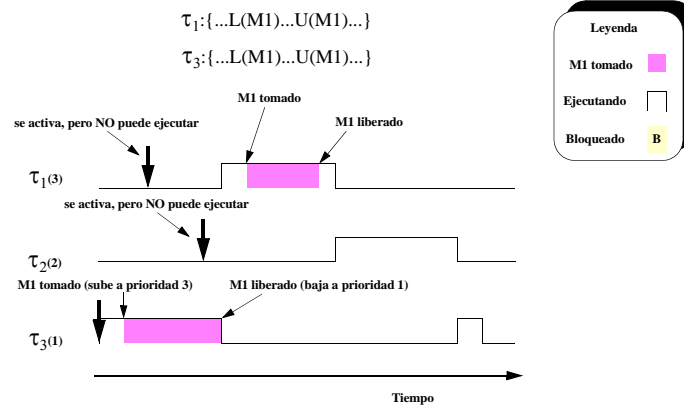 τ1:{...L(M1)...U(M1)...}
τ3:{...L(M1)...U(M1)...}
Leyenda
M1 tomado
Ejecutando
Bloqueado B
M1 tomado
se activa, pero NO puede ejecutar
M1 liberado
τ1(3)
se activa, pero NO puede ejecutar
τ2(2)
M1 tomado (sube a prioridad 3)
M1 liberado (baja a prioridad 1)
τ3(1)
Tiempo